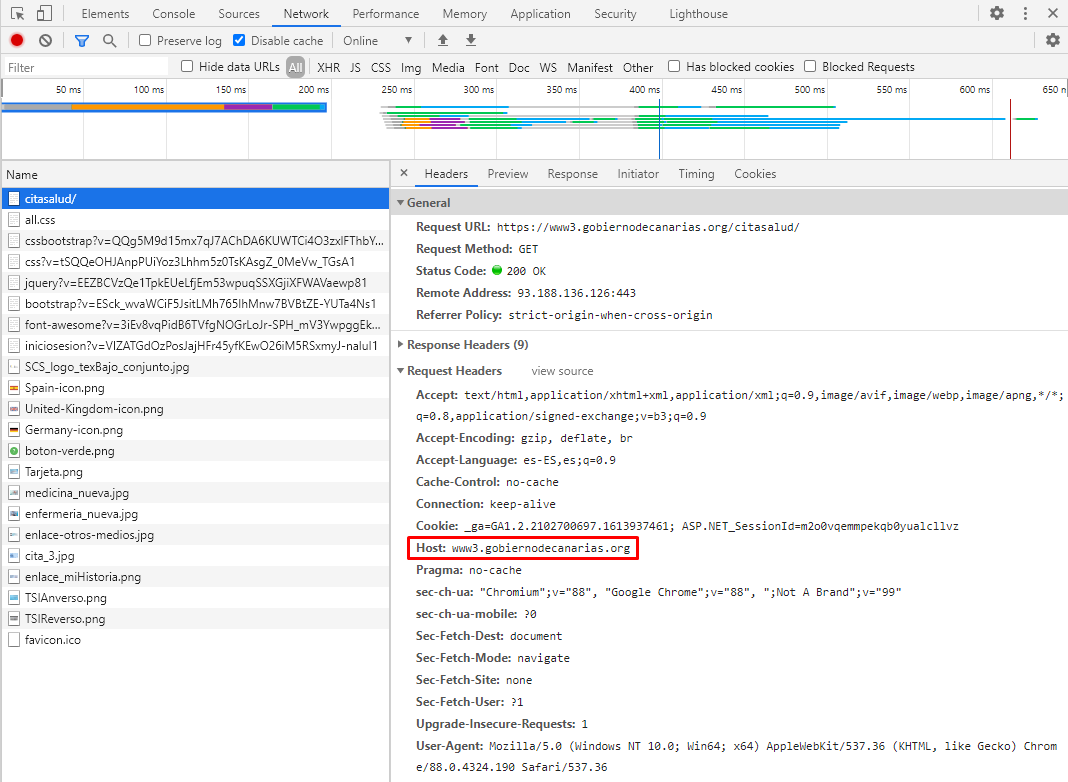 Elements Console Sources Network Performance Memory Application Security Lighthouse
Preserve log Disable cache Online
Filter Hide data URLs All XHR JS CSS Img Media Font Doc WS Manifest Other Has blocked cookies Blocked Requests
50 ms 100 ms 150 ms 200 ms 250 ms 300 ms 350 ms 400 ms 450 ms 500 ms 550 ms 600 ms 650 n
Name
citasalud/
all.css
cssbootstrap?v=QQg5M9d15mx7qJ7AChDA6KUWTCi4O3zxlFThbY...
css?v=tSQQeOHJAnpPUiYoz3Lhhm5z0TsKAsgZ_0MeVw_TGsA1
jquery?v=EEZBCVzQe1TpkEUeLfjEm53wpuqSSXGjiXFWAVaewp81
bootstrap?v=ESck_wvaWCiF5JsitLMh765lhMnw7BVBtZE-YUTa4Ns1
font-awesome?v=3iEv8vqPidB6TVfgNOGrLoJr-SPH_mV3YwpggEk...
iniciosesion?v=VIZATGdOzPosJajHFr45yfKEwO26iM5RSxmyJ-naluI1
SCS_logo_texBajo_conjunto.jpg
Spain-icon.png
United-Kingdom-icon.png
Germany-icon.png
boton-verde.png
Tarjeta.png
medicina_nueva.jpg
enfermeria_nueva.jpg
enlace-otros-medios.jpg
cita_3.jpg
enlace_miHistoria.png
TSIAnverso.png
TSIReverso.png
favicon.ico
Headers Preview Response Initiator Timing Cookies
General
Request URL: https://www3.gobiernodecanarias.org/citasalud/
Request Method: GET
Status Code: 200 OK
Remote Address: 93.188.136.126:443
Referrer Policy: strict-origin-when-cross-origin
Response Headers (9)
Request Headers view source
Accept: text/html,application/xhtml+xml,application/xml;q=0.9,image/avif,image/webp,image/apng,*/*;
q=0.8,application/signed-exchange;v=b3;q=0.9
Accept-Encoding: gzip, deflate, br
Accept-Language: es-ES,es;q=0.9
Cache-Control: no-cache
Connection: keep-alive
Cookie: _ga=GA1.2.2102700697.1613937461; ASP.NET_SessionId=m2o0vqemmpekqb0yualcllvz
Host: www3.gobiernodecanarias.org
Pragma: no-cache
sec-ch-ua: "Chromium";v="88", "Google Chrome";v="88", ";Not A Brand";v="99"
sec-ch-ua-mobile: ?0
Sec-Fetch-Dest: document
Sec-Fetch-Mode: navigate
Sec-Fetch-Site: none
Sec-Fetch-User: ?1
Upgrade-Insecure-Requests: 1
User-Agent: Mozilla/5.0 (Windows NT 10.0; Win64; x64) AppleWebKit/537.36 (KHTML, like Gecko) Chrom
e/88.0.4324.190 Safari/537.36